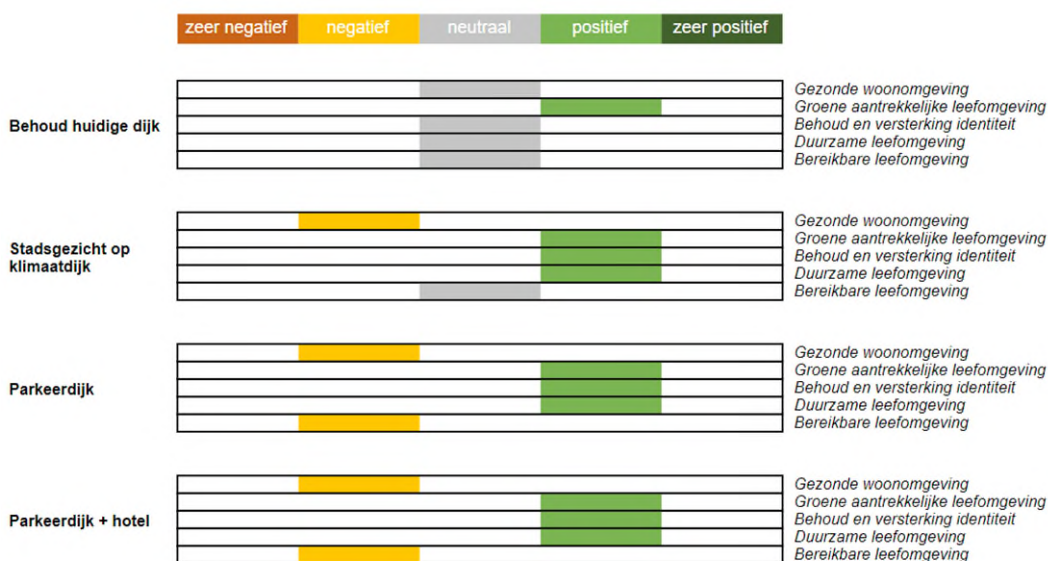 zeer negatief negatief neutraal positief zeer positief
Gezonde woonomgeving
Groene aantrekkelijke leefomgeving
Behoud huidige dijk Behoud en versterking identiteit
Duurzame leefomgeving
Bereikbare leefomgeving
Gezonde woonomgeving
Groene aantrekkelijke leefomgeving
Stadsgezicht op Behoud en versterking identiteit
klimaatdijk Duurzame leefomgeving
Bereikbare leefomgeving
Gezonde woonomgeving
Groene aantrekkelijke leefomgeving
Parkeerdijk Behoud en versterking identiteit
Duurzame leefomgeving
Bereikbare leefomgeving
Gezonde woonomgeving
Groene aantrekkelijke leefomgeving
Parkeerdijk + hotel Behoud en versterking identiteit
Duurzame leefomgeving
Bereikbare leefomgeving